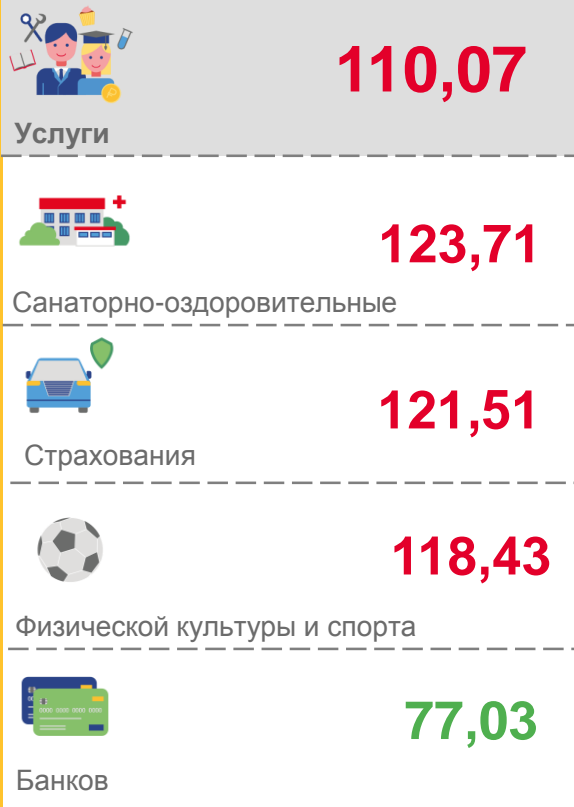 110,07
Услуги
123,71
Санаторно-оздоровительные
121,51
Страхования
118,43
Физической культуры и спорта
77,03
Банков